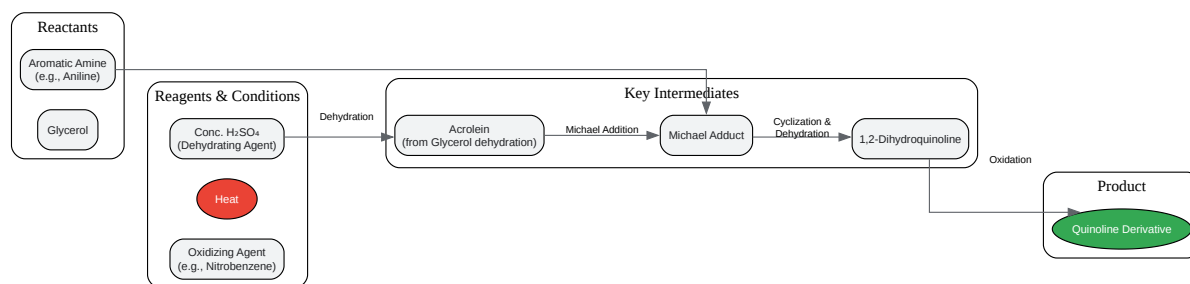 Reactants
Aromatic Amine
(e.g., Aniline)
Glycerol
Reagents & Conditions
Conc. H₂SO₄
(Dehydrating Agent)
Heat
Oxidizing Agent
(e.g., Nitrobenzene)
Dehydration
Key Intermediates
Acrolein
(from Glycerol dehydration)
Michael Addition
Michael Adduct
Cyclization &
Dehydration
1,2-Dihydroquinoline
Oxidation
Product
Quinoline Derivative